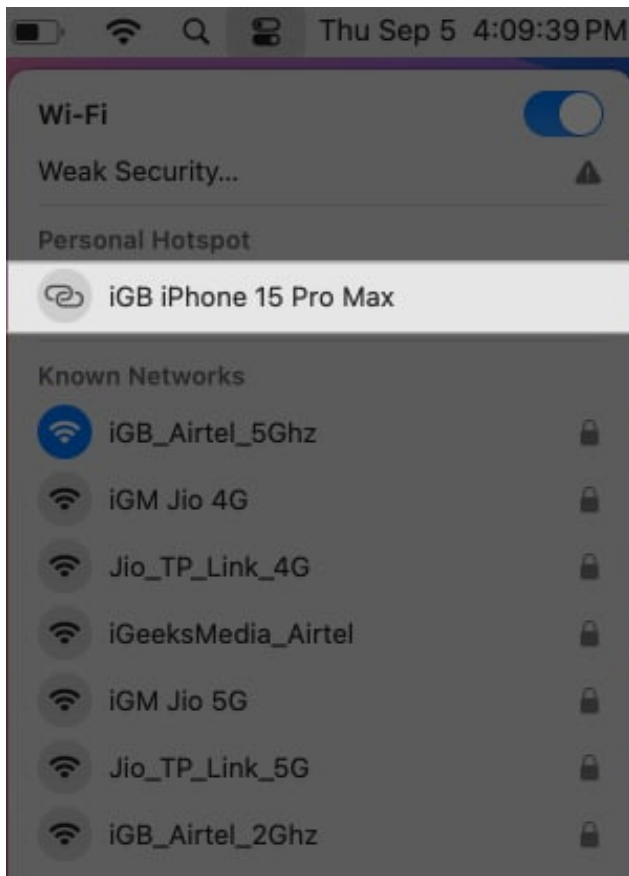 Thu Sep 5 4:09:39 PM
Wi-Fi
Weak Security...
Personal Hotspot
iGB iPhone 15 Pro Max
Known Networks
iGB_Airtel_5Ghz
iGM Jio 4G
Jio_TP_Link_4G
iGeeksMedia_Airtel
iGM Jio 5G
Jio_TP_Link_5G
iGB_Airtel_2Ghz